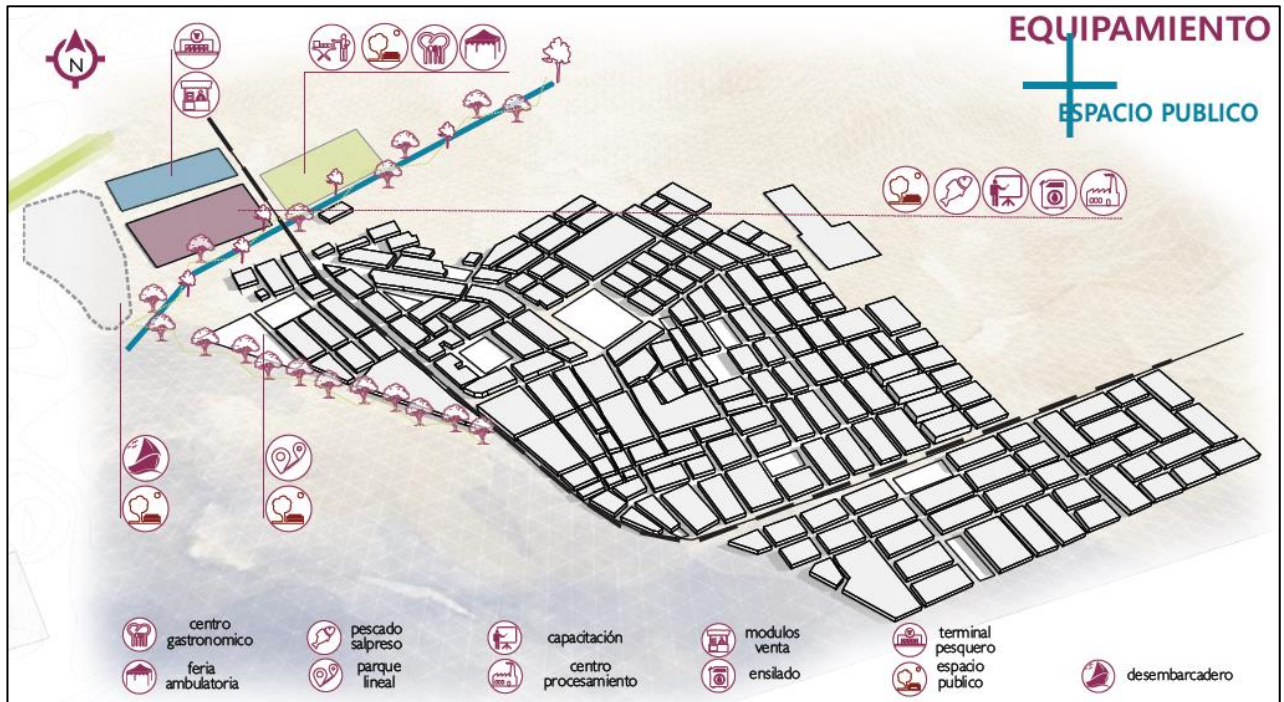 EQUIPAMIENTO
ESPACIO PUBLICO
N
centro
gastronomico
pescado
salpreso
capacitación
modulos
venta
terminal
pesquero
feria
ambulatoria
parque
lineal
centro
procesamiento
ensilado
espacio
publico
desembarcadero